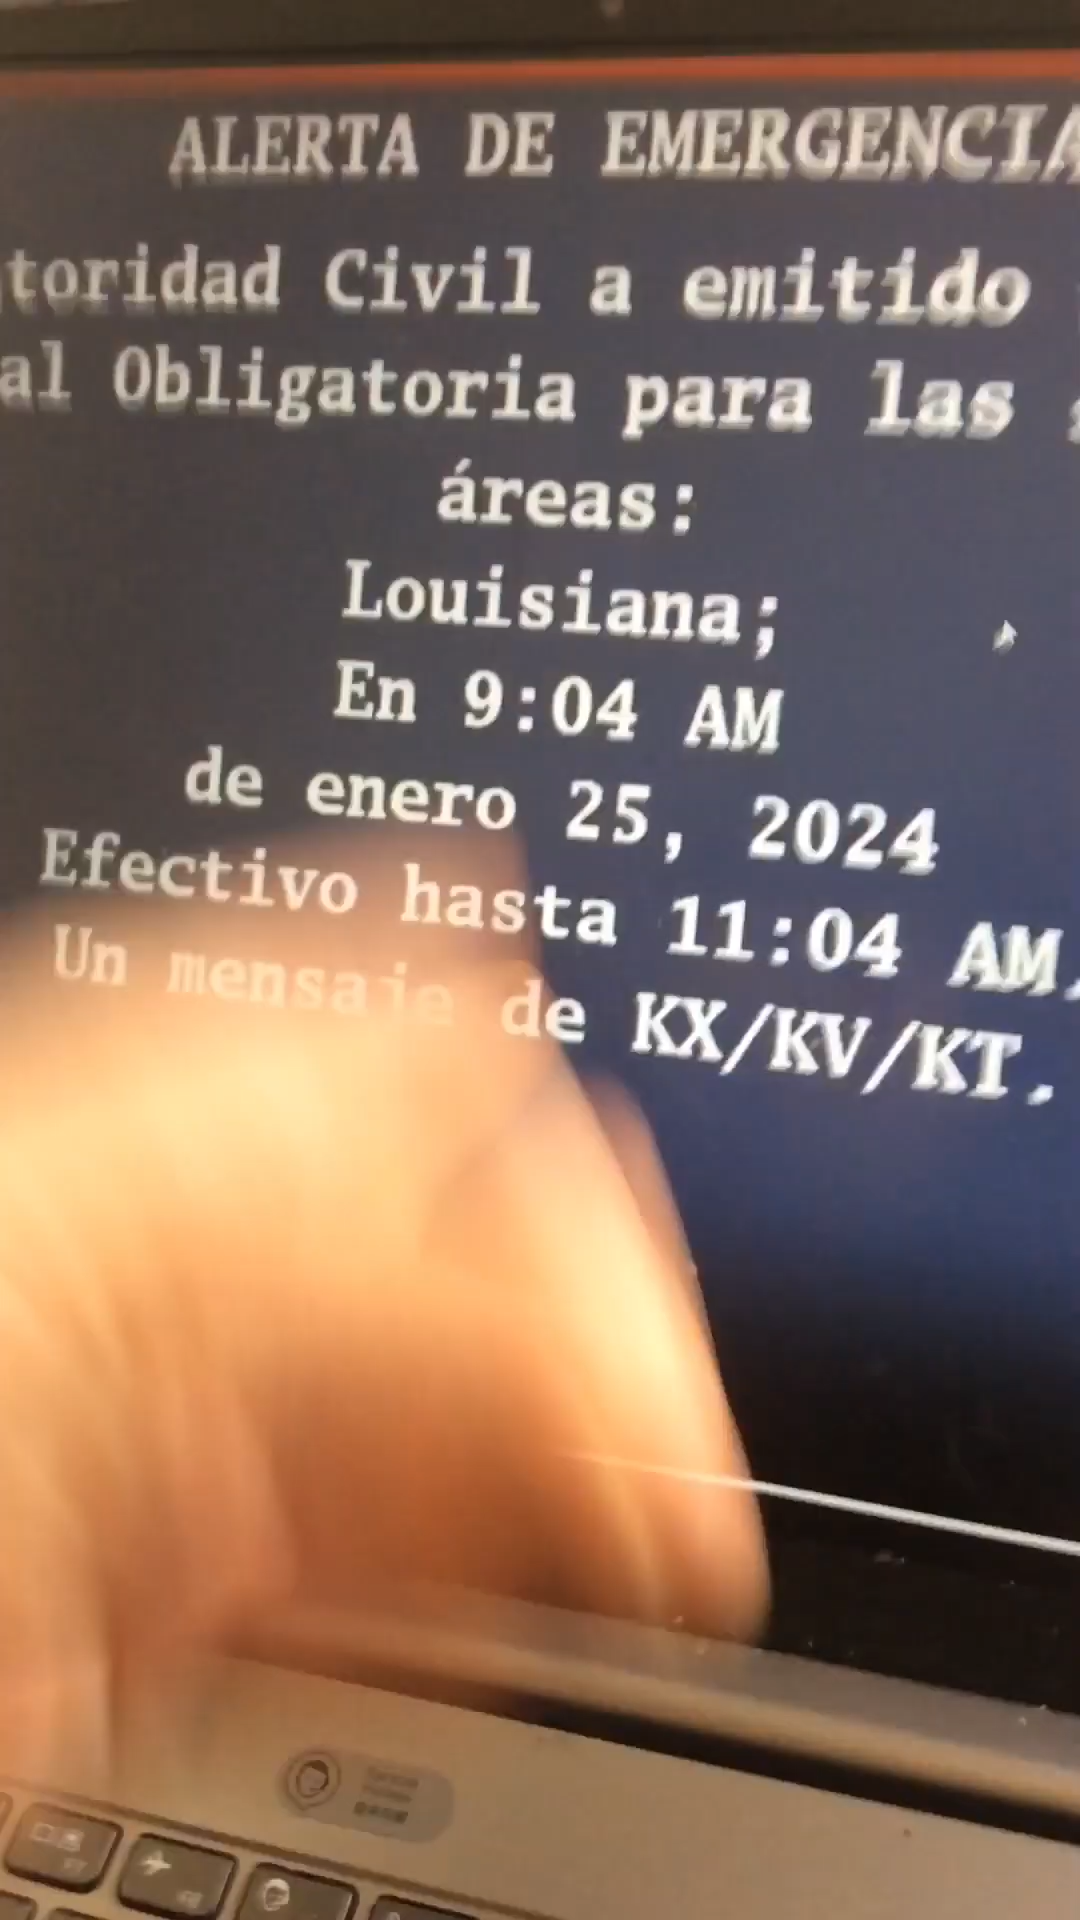 ALERTA DE EMERGENCIA
toridad Civil a emitido
al Obligatoria para las
áreas:
Louisiana;
En 9:04 AM
de enero 25, 2024
Efectivo hasta 11:04 AM.
Un mensaje de KX/KV/KT.